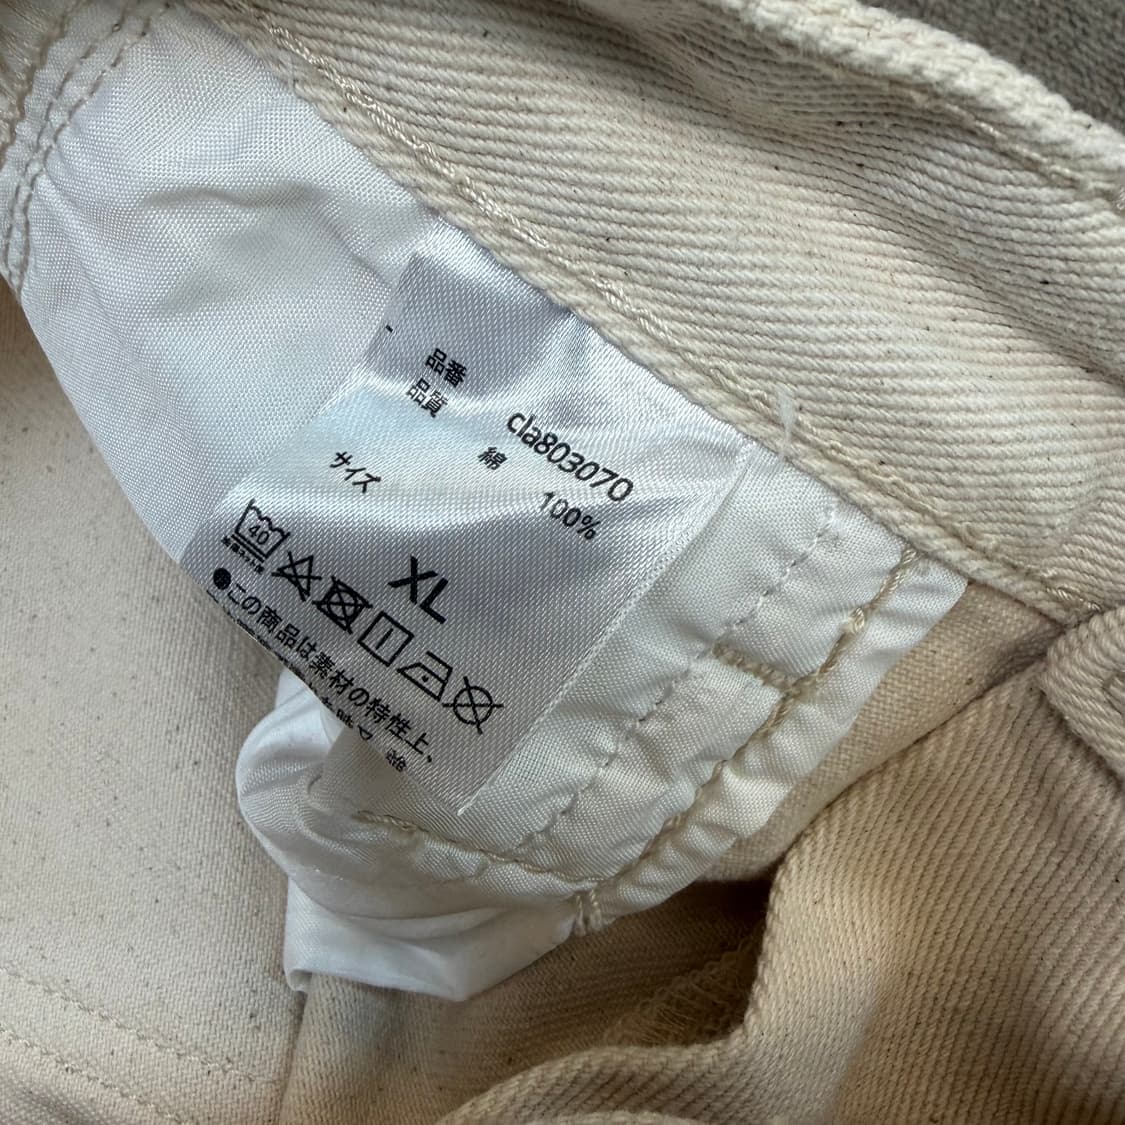 品番 cla803070
品質 綿 100%
サイズ XL
40
●この商品は素材の特性上、